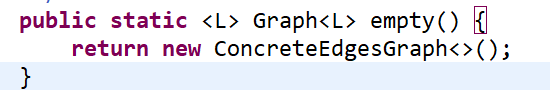 public static <L> Graph<L> empty() {
return new ConcreteEdgesGraph<>();
}